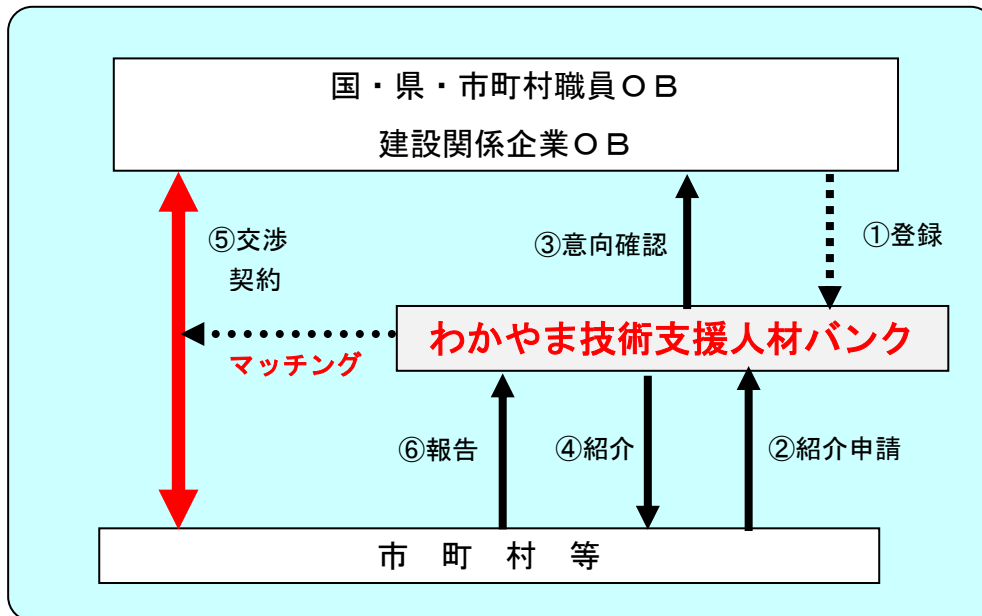 国・県・市町村職員ＯＢ
建設関係企業ＯＢ
⑤交渉
契約
③意向確認
①登録
わかやま技術支援人材バンク
マッチング
⑥報告
④紹介
②紹介申請
市　町　村　等